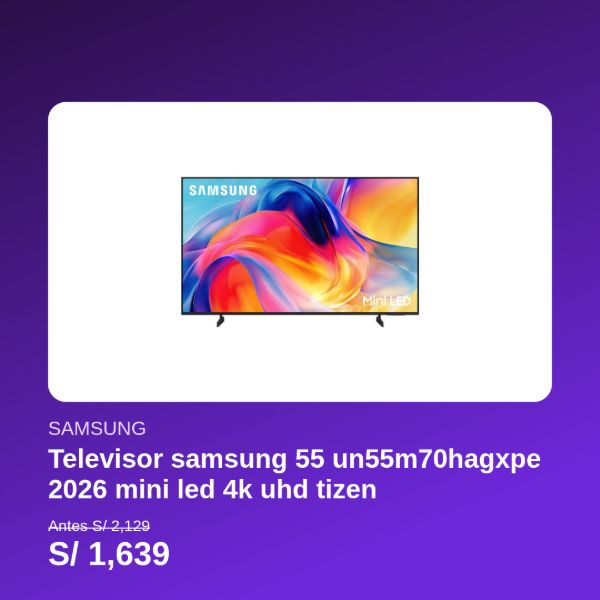 SAMSUNG
Mini LED
SAMSUNG
Televisor samsung 55 un55m70hagxpe
2026 mini led 4k uhd tizen
Antes S/ 2,129
S/ 1,639